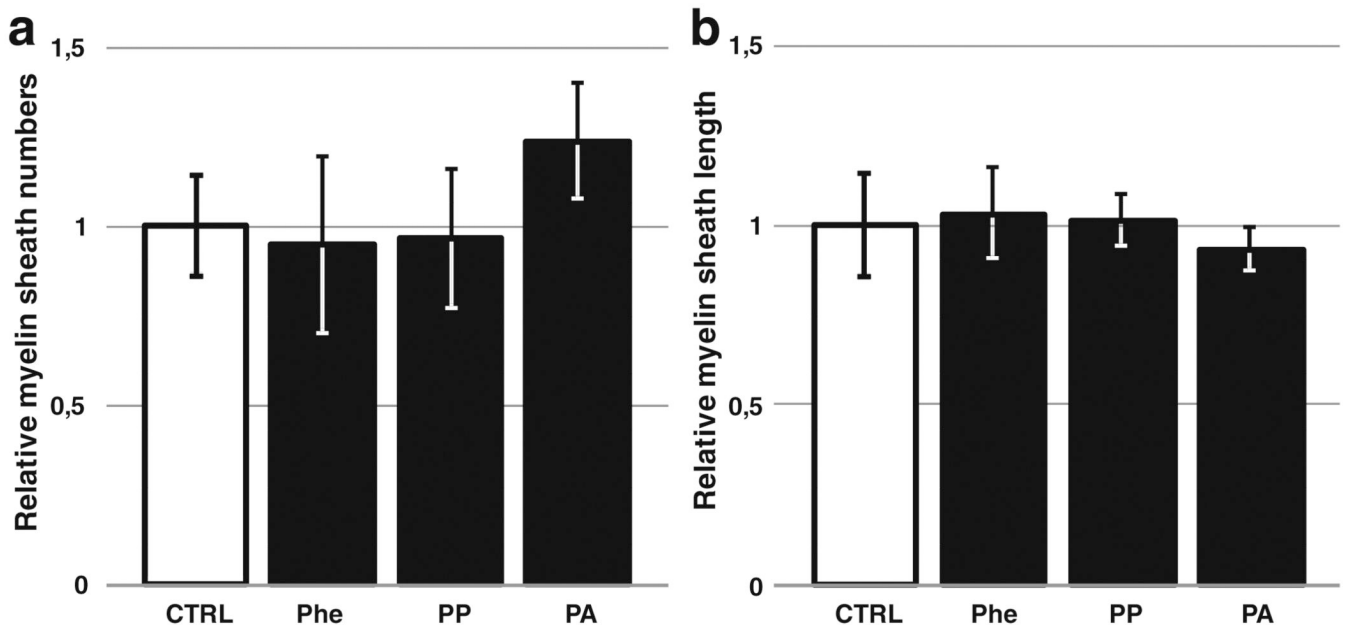 a
Relative myelin sheath numbers
1,5
1
0,5
0
CTRL Phe PP PA
b
Relative myelin sheath length
1,5
1
0,5
0
CTRL Phe PP PA